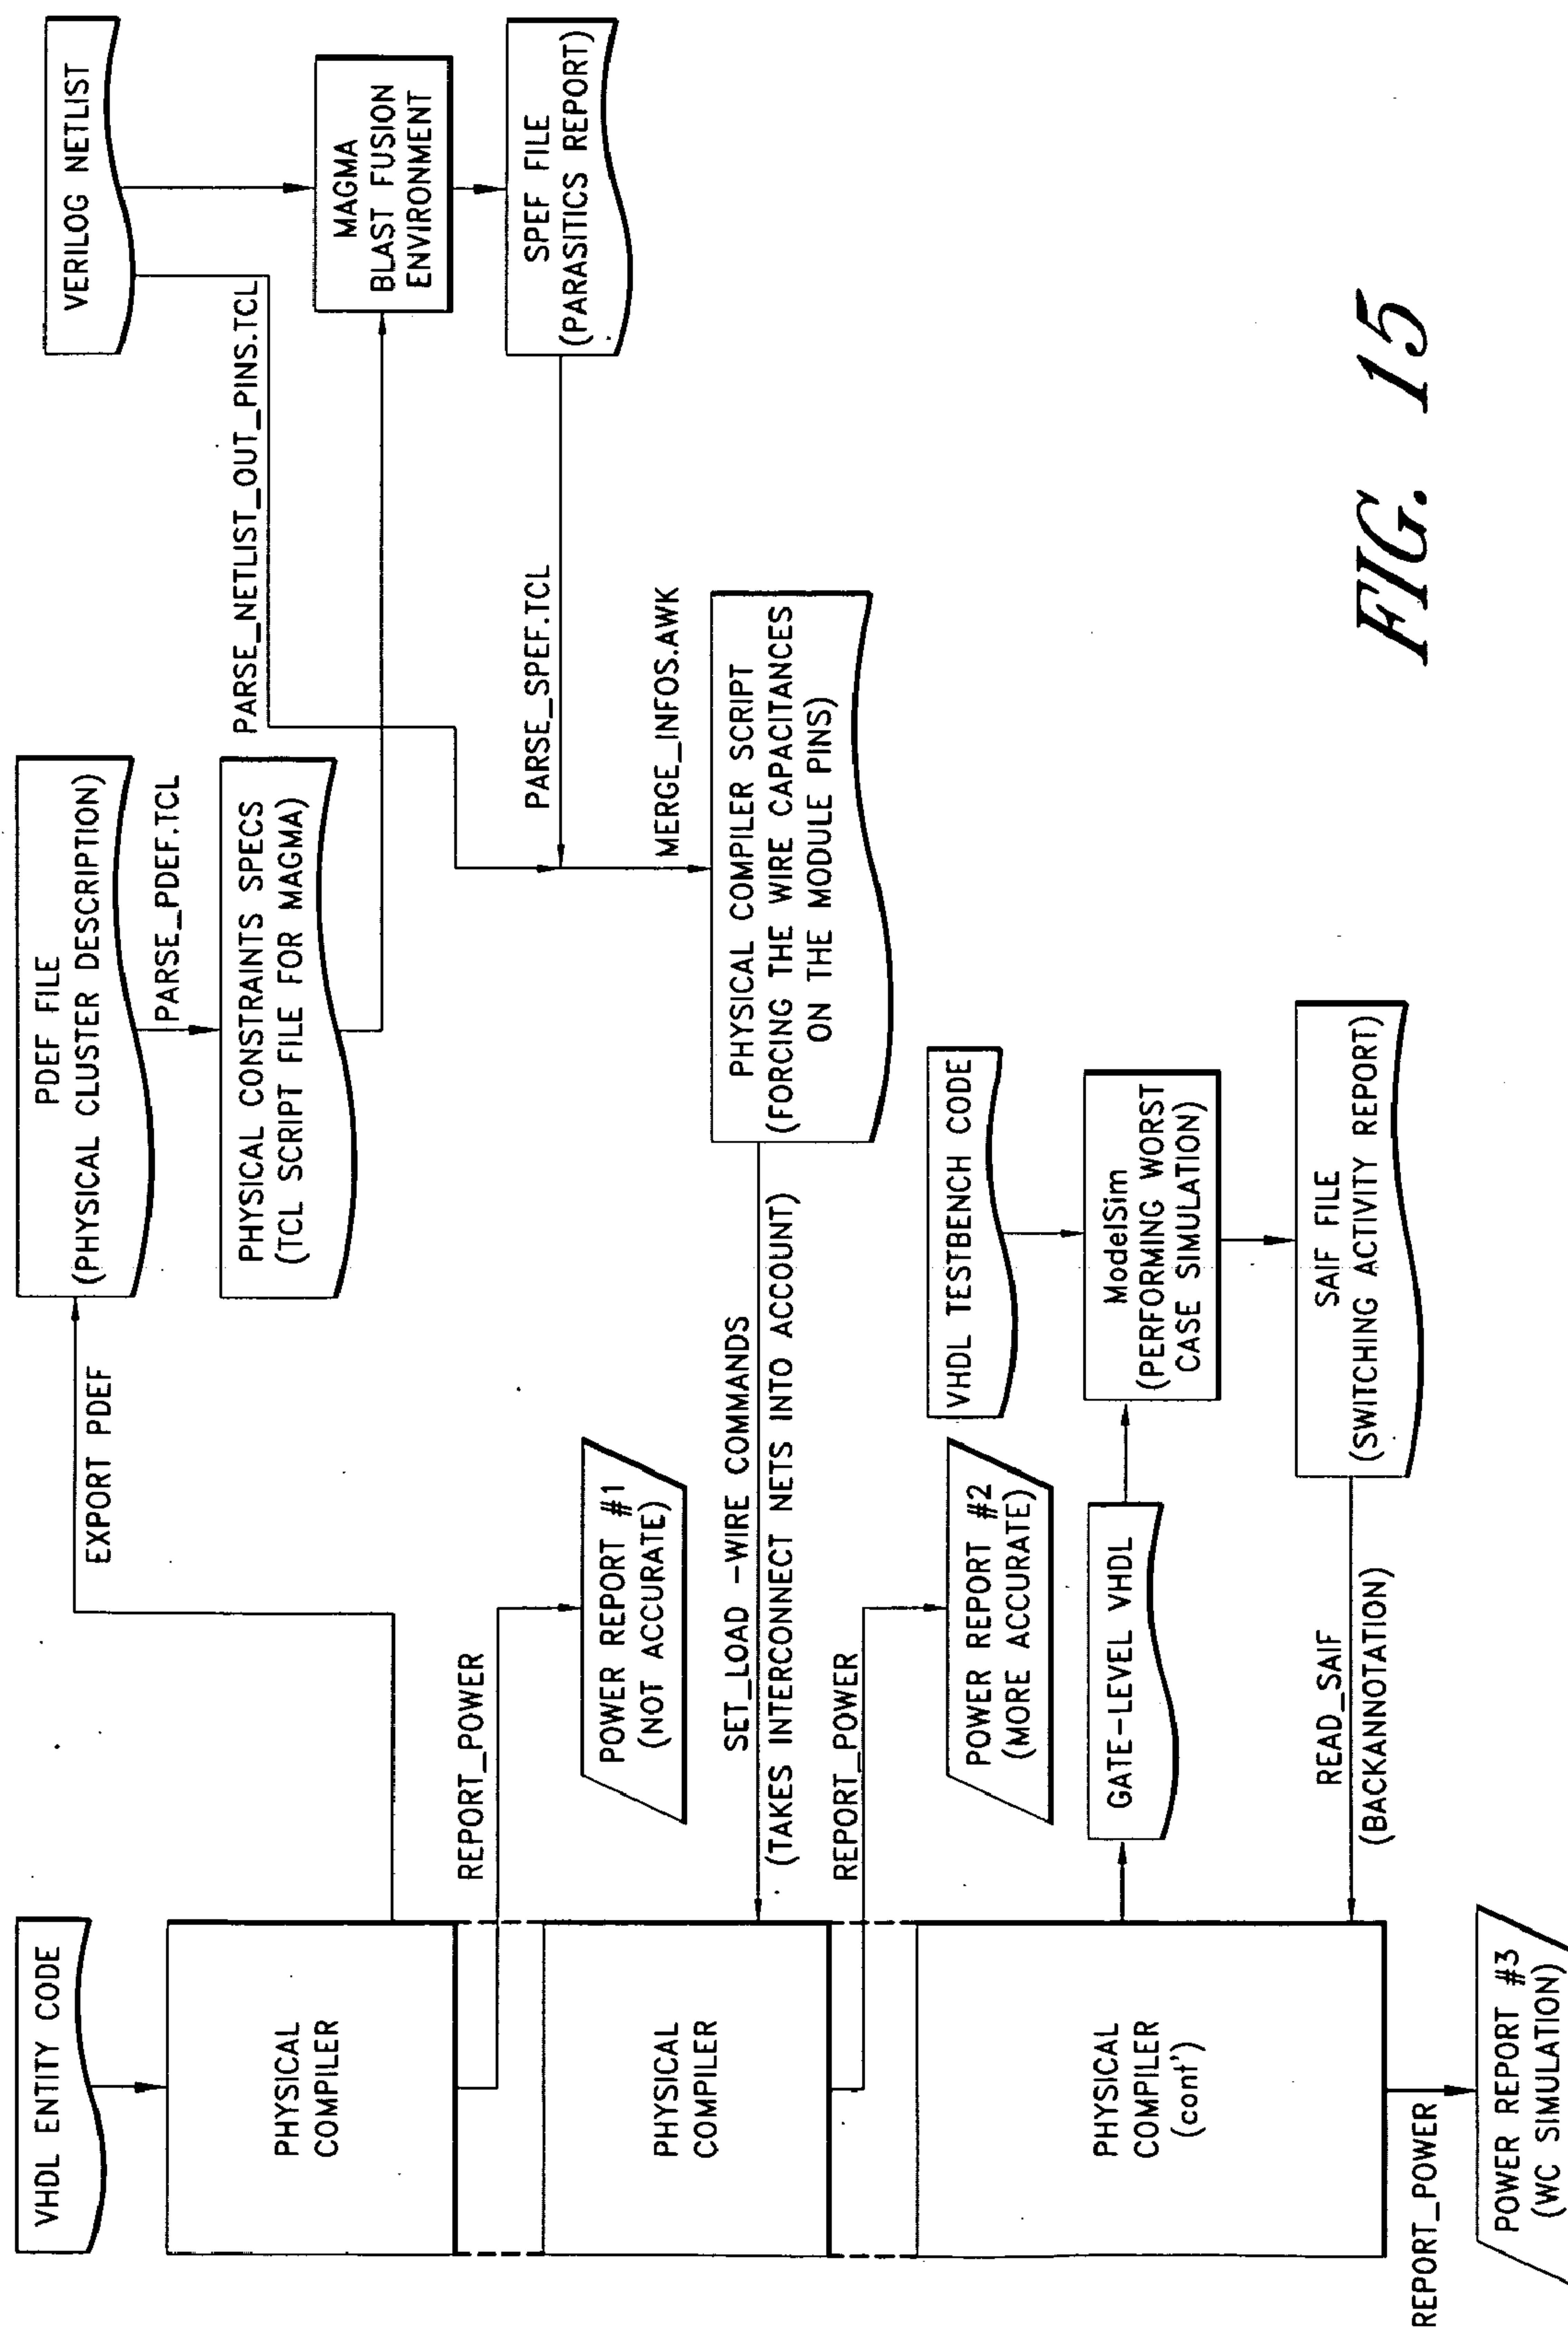 VHDL ENTITY CODE
PHYSICAL
COMPILER
EXPORT PDEF
PDEF FILE
(PHYSICAL CLUSTER DESCRIPTION)
PARSE_PDEF.TCL
PHYSICAL CONSTRAINTS SPECS
(TCL SCRIPT FILE FOR MAGMA)
VERILOG NETLIST
PARSE_NETLIST_OUT_PINS.TCL
MAGMA
BLAST FUSION
ENVIRONMENT
SPEF FILE
(PARASITICS REPORT)
PARSE_SPEF.TCL
MERGE_INFOS.AWK
REPORT_POWER
POWER REPORT #1
(NOT ACCURATE)
PHYSICAL COMPILER SCRIPT
(FORCING THE WIRE CAPACITANCES
ON THE MODULE PINS)
SET_LOAD -WIRE COMMANDS
(TAKES INTERCONNECT NETS INTO ACCOUNT)
PHYSICAL
COMPILER
REPORT_POWER
POWER REPORT #2
(MORE ACCURATE)
VHDL TESTBENCH CODE
PHYSICAL
COMPILER
(cont')
GATE-LEVEL VHDL
ModelSim
(PERFORMING WORST
CASE SIMULATION)
SAIF FILE
(SWITCHING ACTIVITY REPORT)
READ_SAIF
(BACKANNOTATION)
REPORT_POWER
POWER REPORT #3
(WC SIMULATION)
FIG. 15